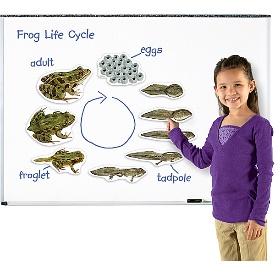 Frog Life Cycle
eggs
adult
froglet
tadpole